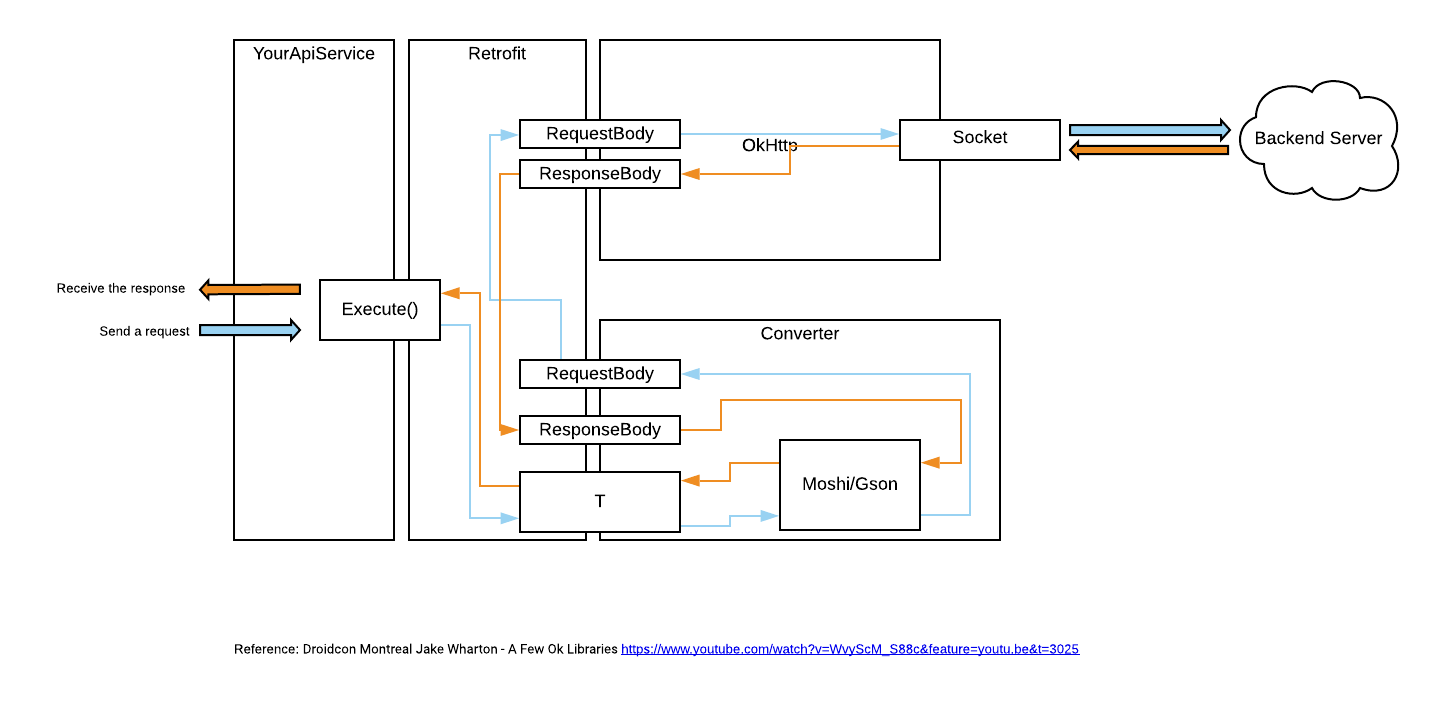 YourApiService
Retrofit
RequestBody
OkHttp
Socket
Backend Server
ResponseBody
Receive the response
Execute()
Send a request
Converter
RequestBody
ResponseBody
Moshi/Gson
T
Reference: Droidcon Montreal Jake Wharton - A Few Ok Libraries https://www.youtube.com/watch?v=WvyScM_S88c&feature=youtu.be&t=3025